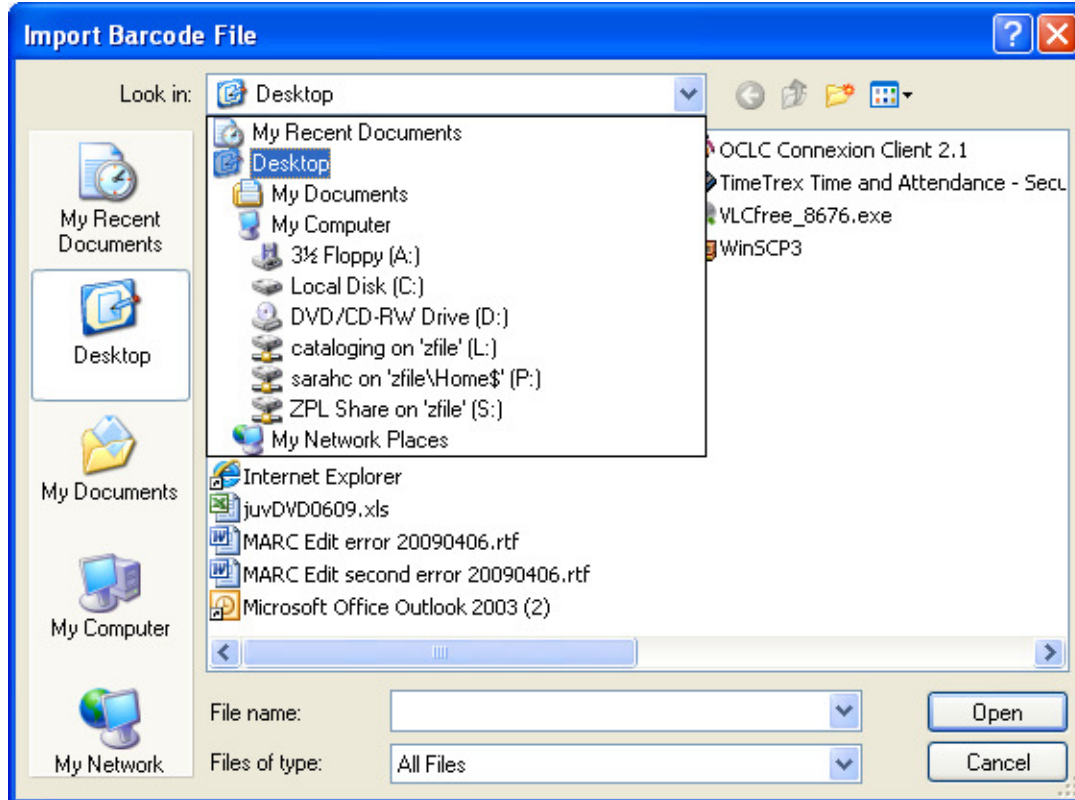 Import Barcode File
Look in: Desktop
My Recent Documents
Desktop
My Documents
My Computer
3½ Floppy (A:)
Local Disk (C:)
DVD/CD-RW Drive (D:)
cataloging on 'zfile' (L:)
sarahc on 'zfile\Home$' (P:)
ZPL Share on 'zfile' (S:)
My Network Places
My Recent
Documents
Desktop
My Documents
My Computer
My Network
Internet Explorer
juvDVD0609.xls
MARC Edit error 20090406.rtf
MARC Edit second error 20090406.rtf
Microsoft Office Outlook 2003 (2)
OCLC Connexion Client 2.1
TimeTrex Time and Attendance - Secu
VLCfree_8676.exe
WinSCP3
File name:
Open
Files of type: All Files
Cancel